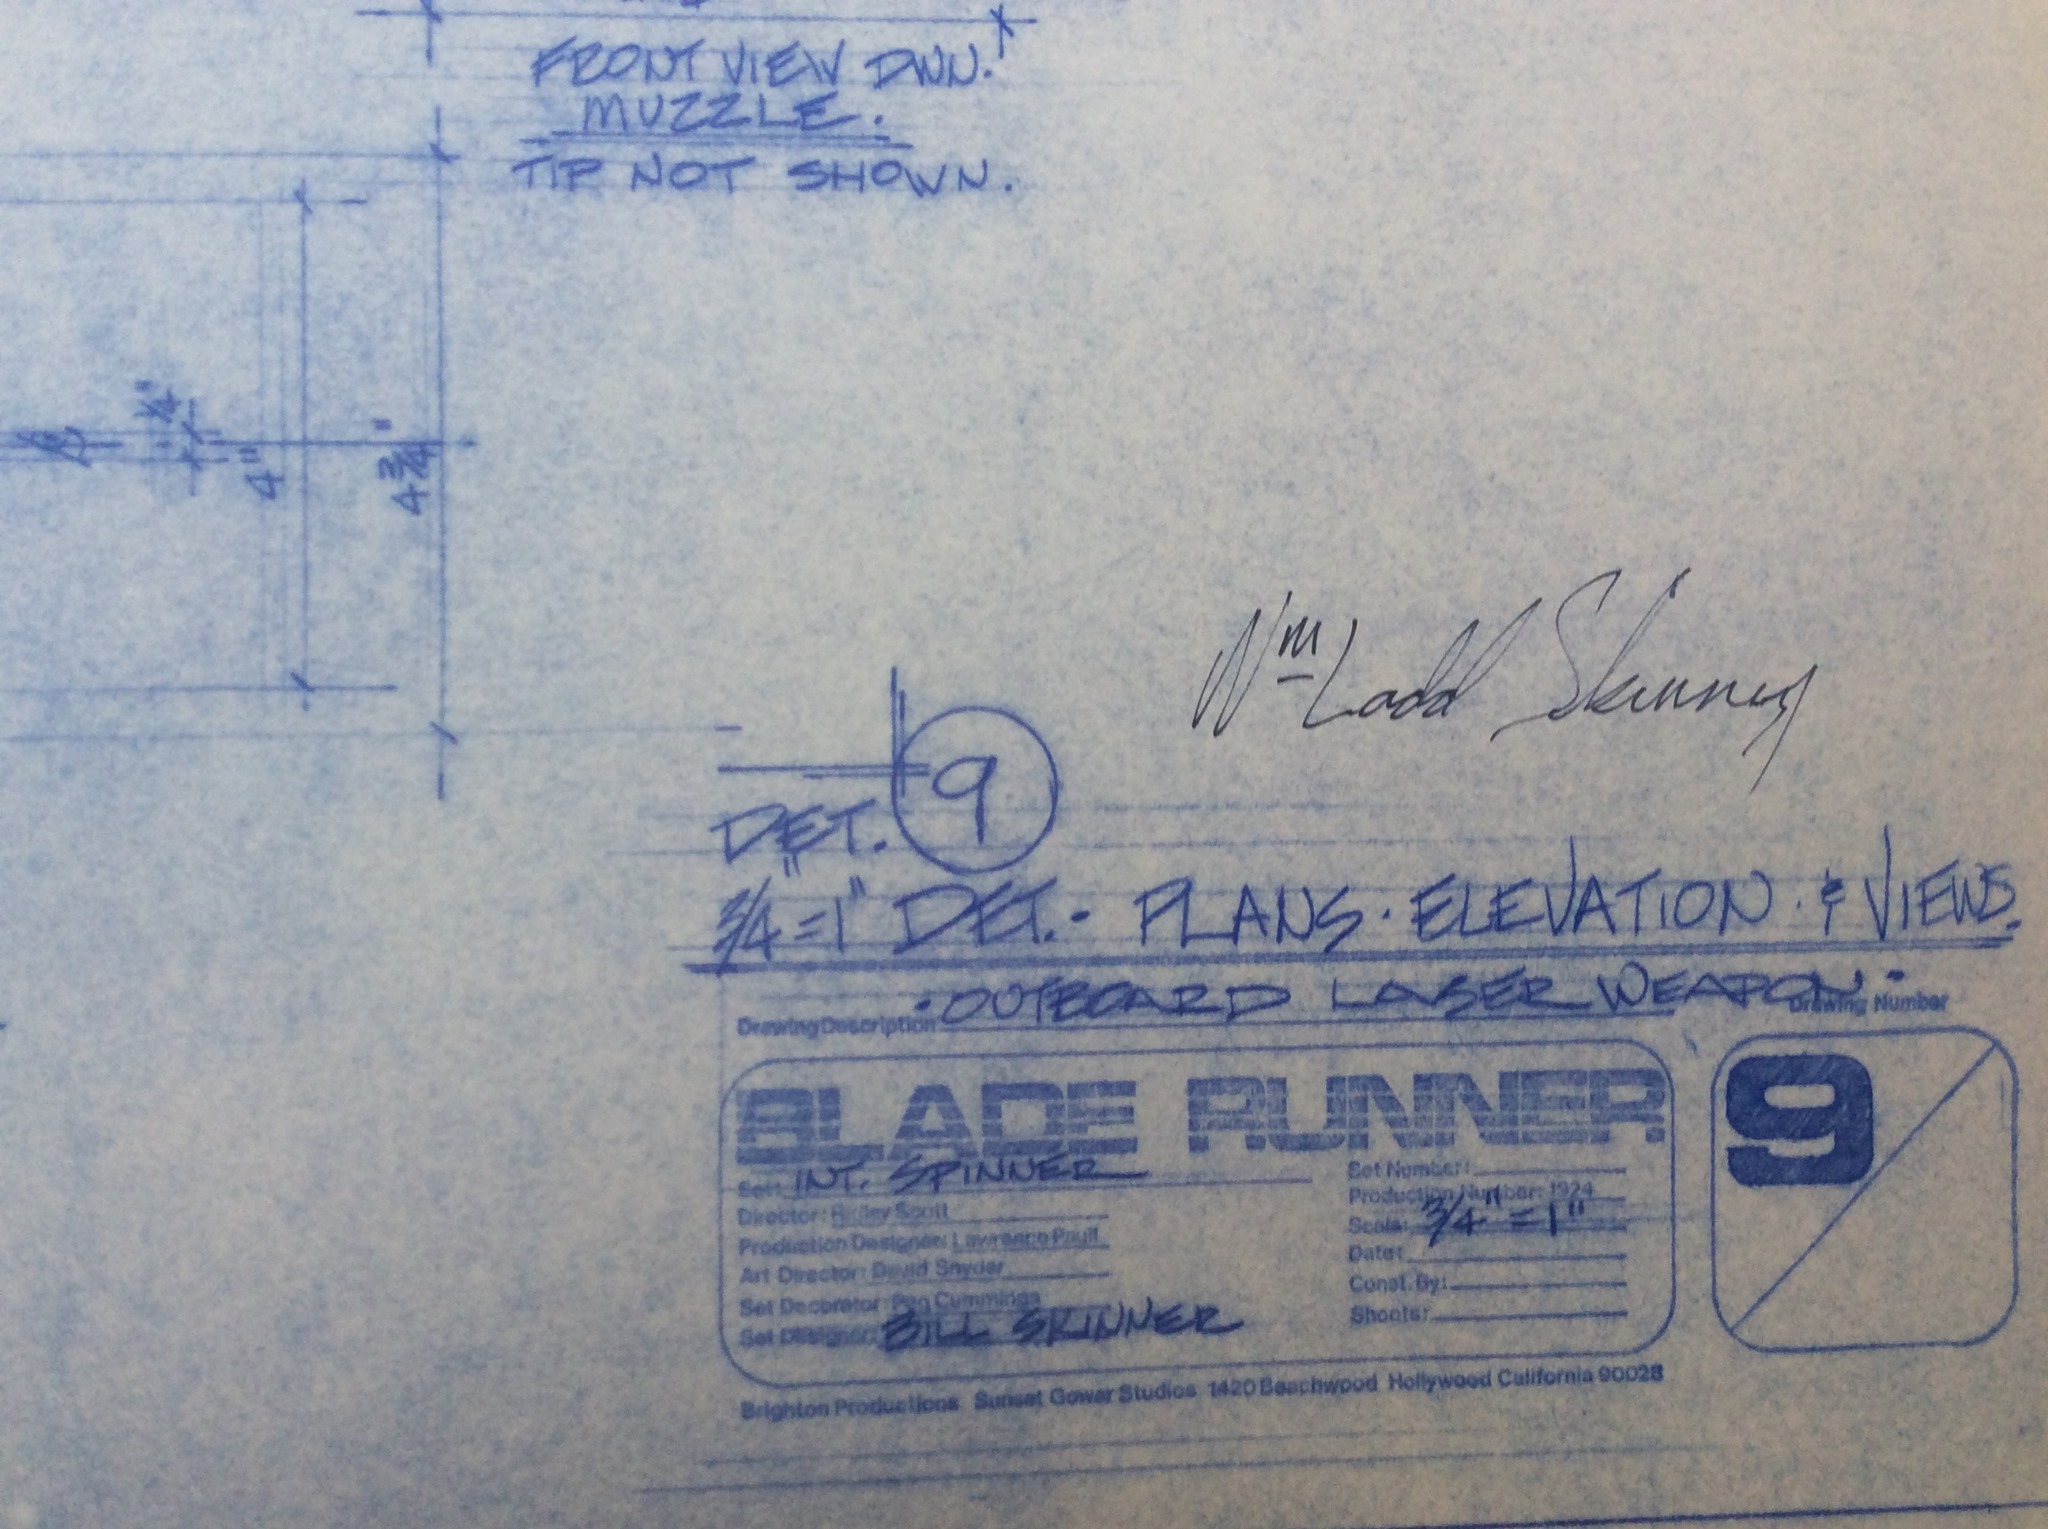 FRONT VIEW DWN.
MUZZLE.
TIP NOT SHOWN.
1/4"
4"
4 3/4"
Wm Ladd Skinner
DET. 9
3/4"=1" DET.- PLANS · ELEVATION · & VIEWS.
· OUTBOARD LASER WEAPON ·
Drawing Description
Drawing Number
BLADE RUNNER
9
Set: INT. SPINNER
Director: Ridley Scott
Production Designer: Lawrence Paull
Art Director: David Snyder
Set Decorator: Peg Cummings
Set Designer: BILL SKINNER
Set Number:
Production Number: 1924
Scale: 3/4" = 1"
Date:
Const. By:
Sheets:
Brighton Productions Sunset Gower Studios 1420 Beachwood Hollywood California 90028